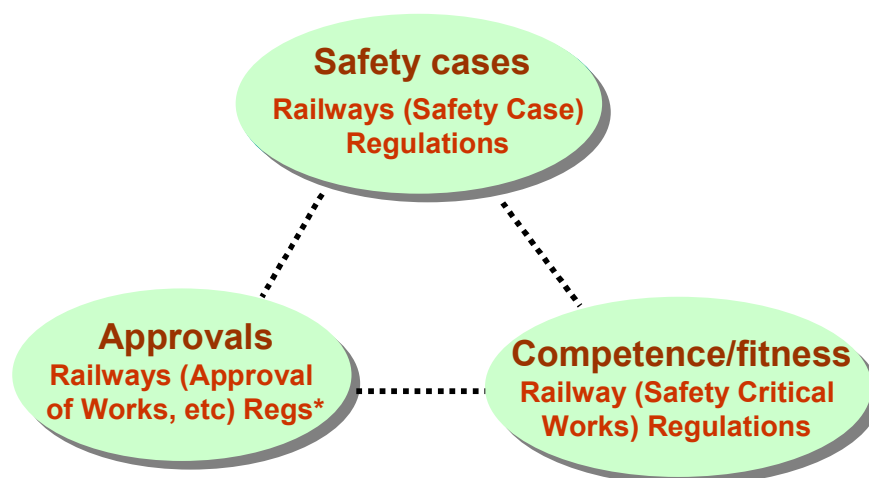 Safety cases
Railways (Safety Case)
Regulations
Approvals
Railways (Approval
of Works, etc) Regs*
Competence/fitness
Railway (Safety Critical
Works) Regulations